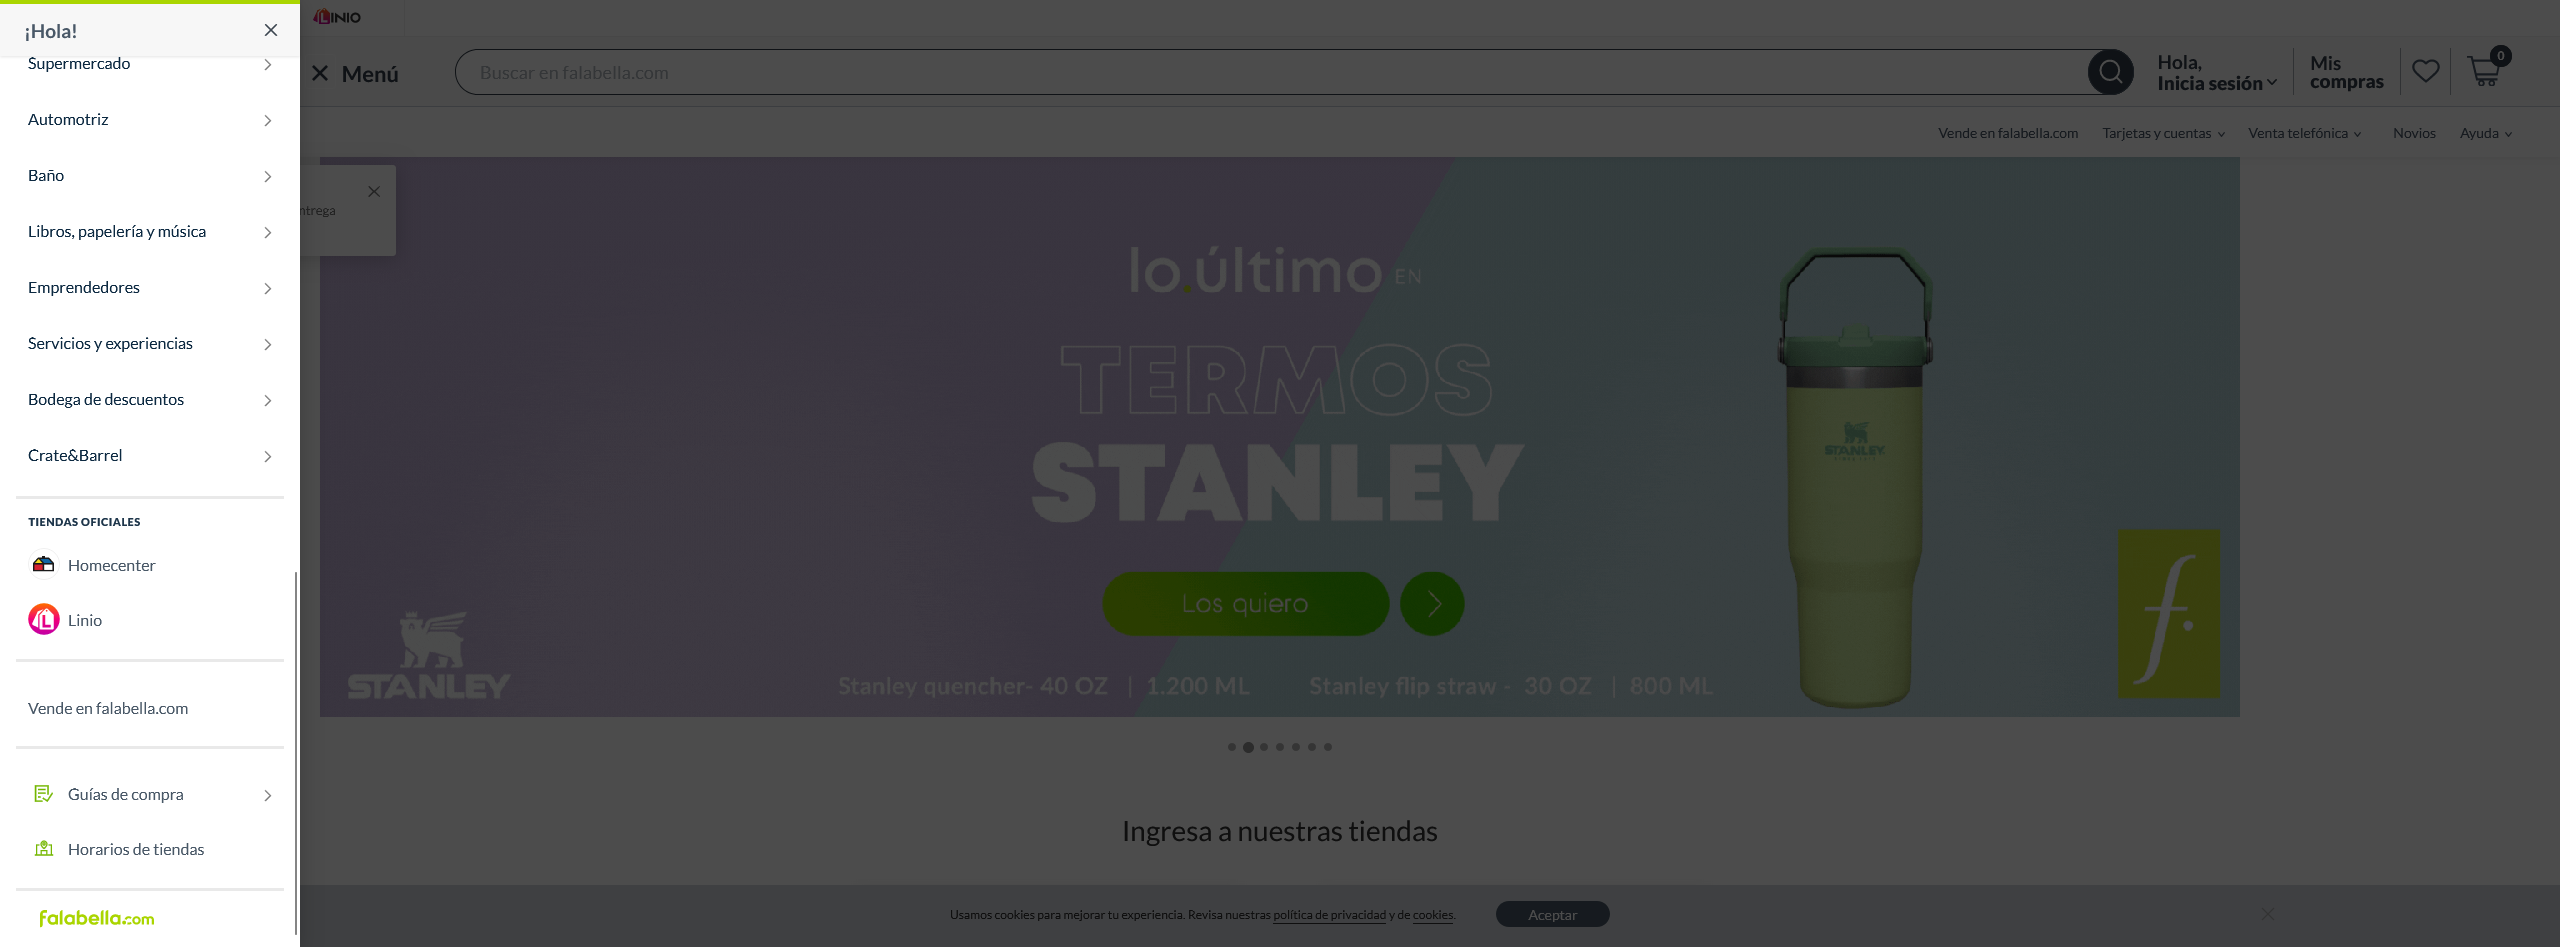 ¡Hola!
Supermercado
Automotriz
Baño
Libros, papelería y música
Emprendedores
Servicios y experiencias
Bodega de descuentos
Crate&Barrel
TIENDAS OFICIALES
Homecenter
Linio
Vende en falabella.com
Guías de compra
Horarios de tiendas
falabella.com
LINIO
Menú
Buscar en falabella.com
Hola,
Inicia sesión
Mis
compras
0
Vende en falabella.com
Tarjetas y cuentas
Venta telefónica
Novios
Ayuda
ntrega
lo.último EN
TERMOS
STANLEY
Los quiero
STANLEY
Stanley quencher- 40 OZ | 1.200 ML
Stanley flip straw - 30 OZ | 800 ML
STANLEY
f.
Ingresa a nuestras tiendas
Usamos cookies para mejorar tu experiencia. Revisa nuestras política de privacidad y de cookies.
Aceptar